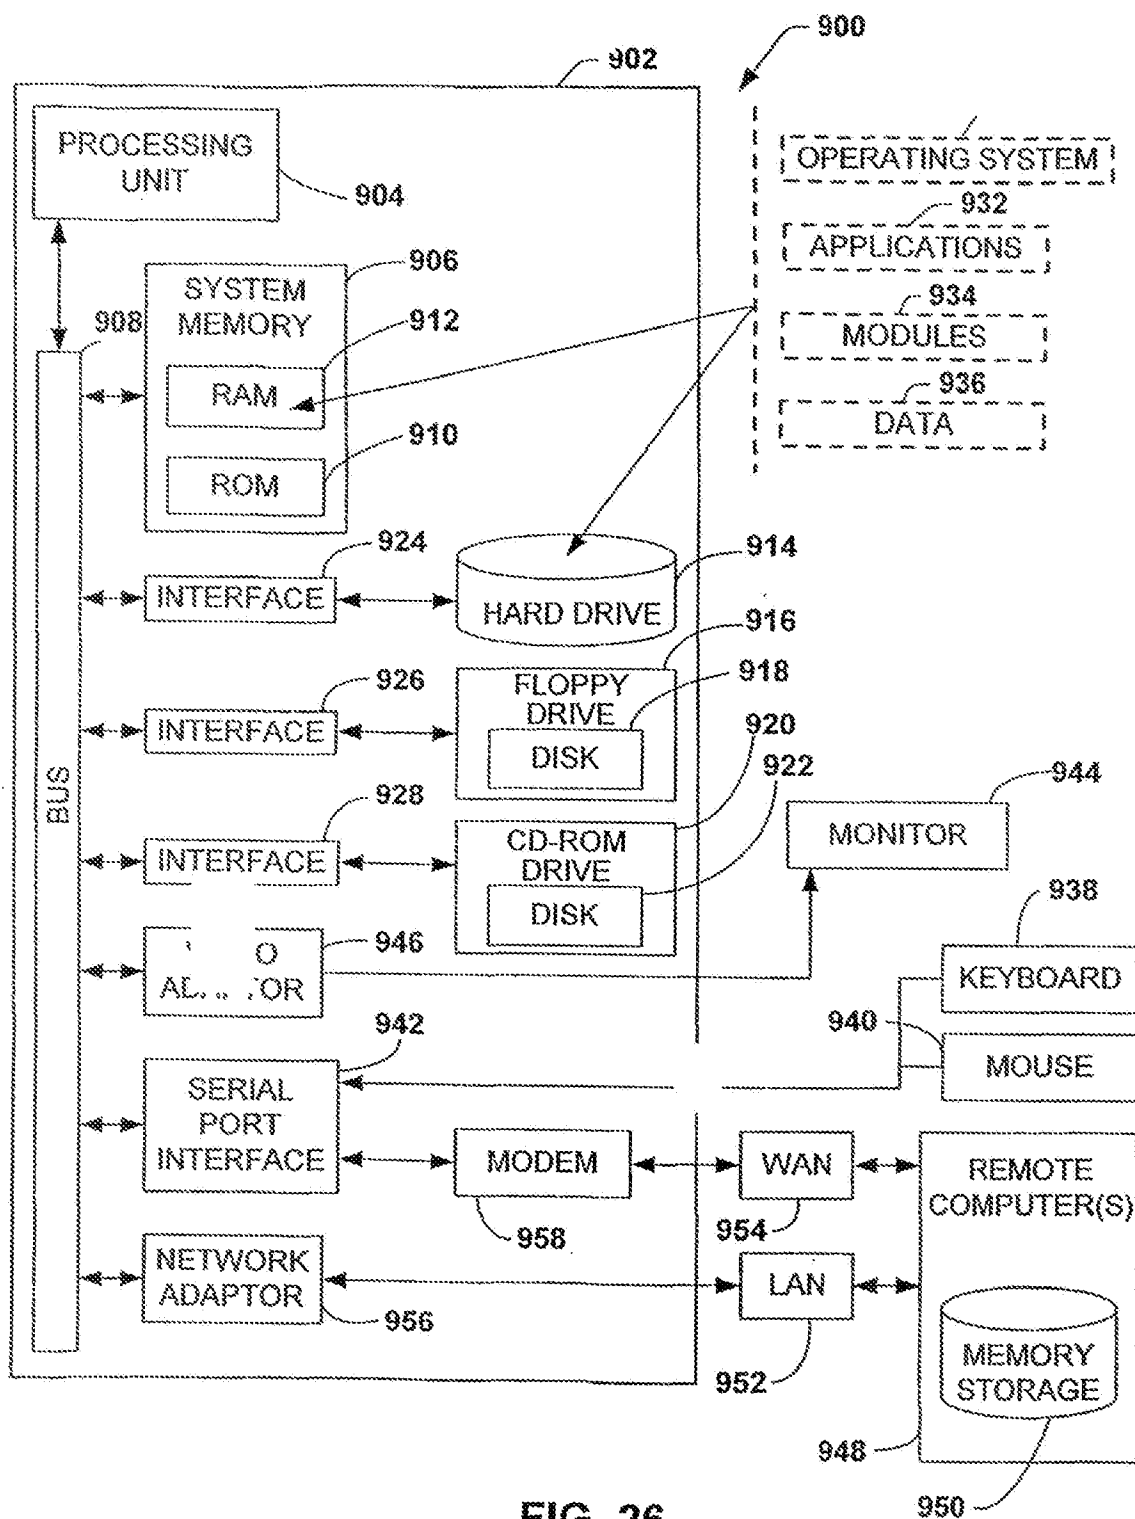 900
902
PROCESSING
UNIT
904
OPERATING SYSTEM
932
APPLICATIONS
934
MODULES
936
DATA
906
SYSTEM
MEMORY
908
912
RAM
910
ROM
924
INTERFACE
914
HARD DRIVE
916
926
INTERFACE
FLOPPY
DRIVE
918
DISK
920
922
BUS
928
INTERFACE
CD-ROM
DRIVE
DISK
944
MONITOR
946
938
KEYBOARD
942
940
MOUSE
SERIAL
PORT
INTERFACE
MODEM
958
WAN
954
REMOTE
COMPUTER(S)
NETWORK
ADAPTOR
956
LAN
952
MEMORY
STORAGE
948
950
FIG. 26